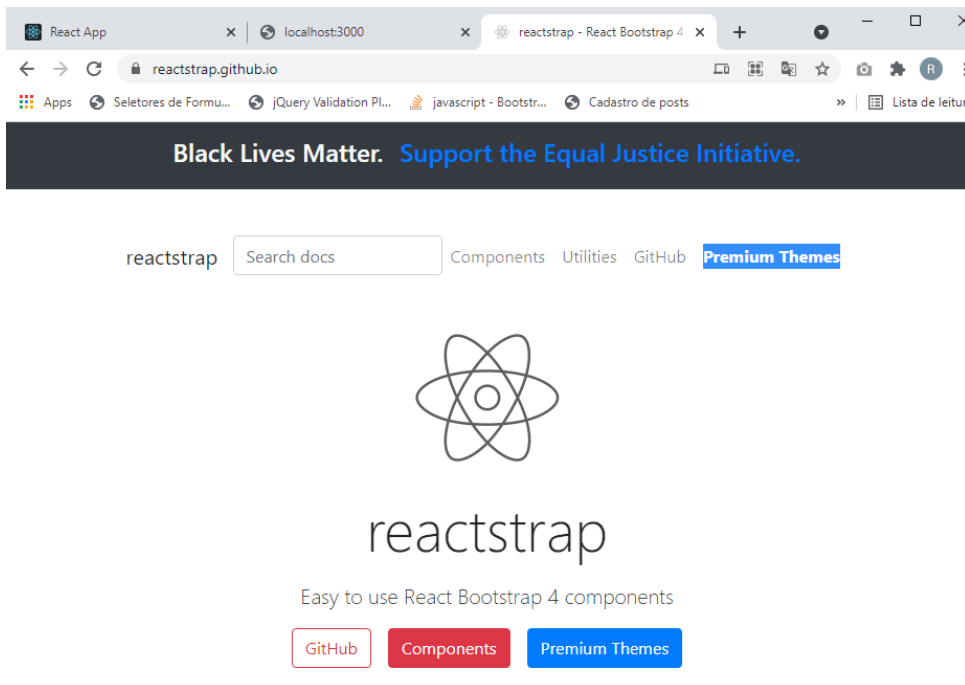 React App
localhost:3000
reactstrap - React Bootstrap 4
reactstrap.github.io
R
Apps
Seletores de Formu...
jQuery Validation Pl...
javascript - Bootstr...
Cadastro de posts
»
Lista de leitur
Black Lives Matter. Support the Equal Justice Initiative.
reactstrap Search docs Components Utilities GitHub Premium Themes
reactstrap
Easy to use React Bootstrap 4 components
GitHub Components Premium Themes